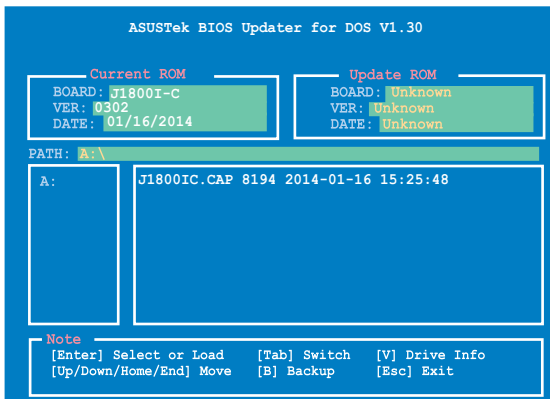 ASUSTek BIOS Updater for DOS V1.30
Current ROM
BOARD: J1800I-C
VER: 0302
DATE: 01/16/2014
Update ROM
BOARD: Unknown
VER: Unknown
DATE: Unknown
PATH: A:\
A:
J1800IC.CAP 8194 2014-01-16 15:25:48
Note
[Enter] Select or Load [Tab] Switch [V] Drive Info
[Up/Down/Home/End] Move [B] Backup [Esc] Exit